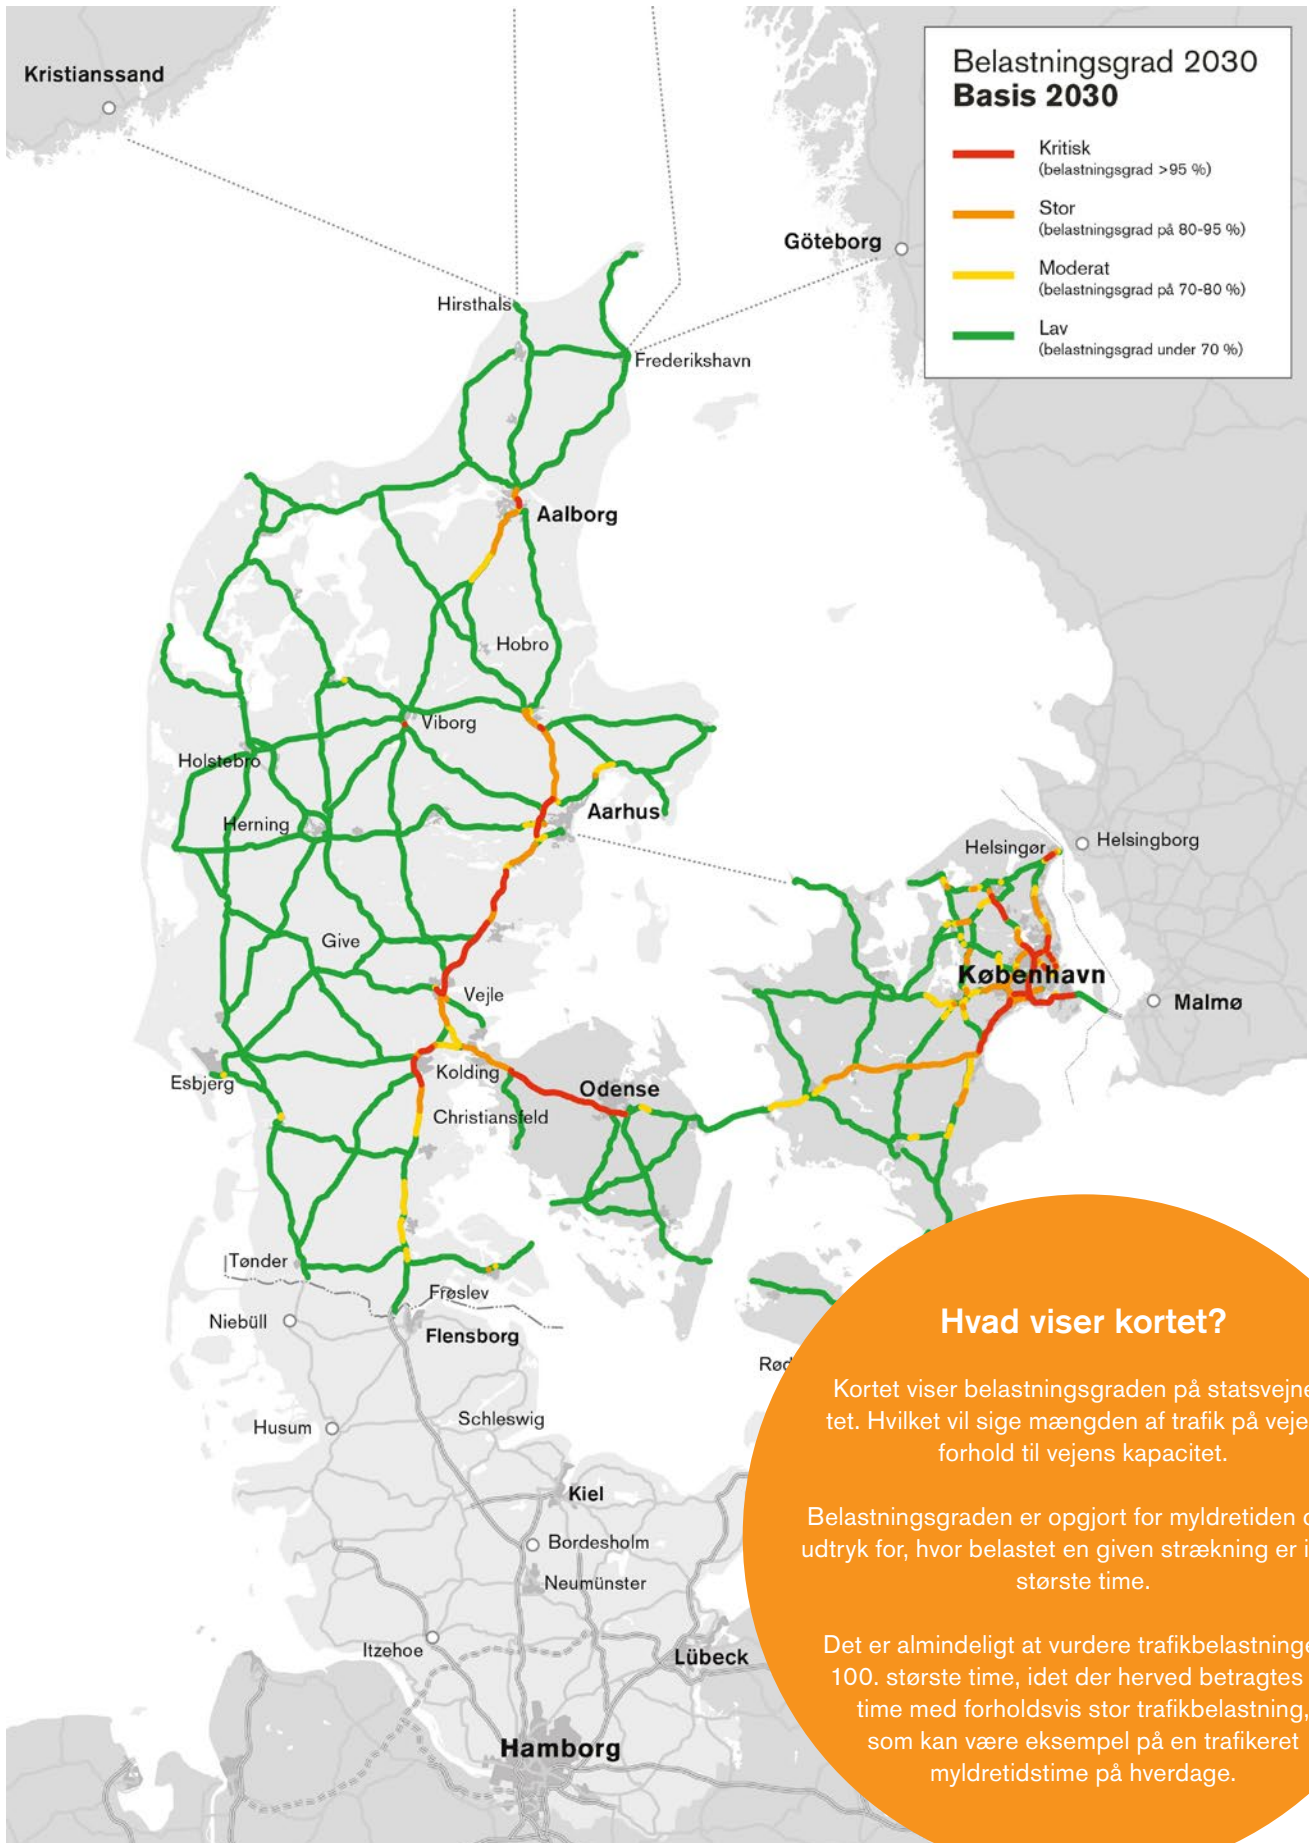 Belastningsgrad 2030
Basis 2030
Kritisk
(belastningsgrad >95 %)
Stor
(belastningsgrad på 80-95 %)
Moderat
(belastningsgrad på 70-80 %)
Lav
(belastningsgrad under 70 %)
Kristianssand
Göteborg
Hirsthals
Frederikshavn
Aalborg
Hobro
Viborg
Holstebro
Aarhus
Herning
Helsingør
Helsingborg
Give
København
Vejle
Malmø
Esbjerg
Kolding
Odense
Christiansfeld
Tønder
Frøslev
Niebüll
Flensborg
Rød
Husum
Schleswig
Kiel
Bordesholm
Neumünster
Itzehoe
Lübeck
Hamborg
Hvad viser kortet?
Kortet viser belastningsgraden på statsvejne
tet. Hvilket vil sige mængden af trafik på veje
forhold til vejens kapacitet.
Belastningsgraden er opgjort for myldretiden
udtryk for, hvor belastet en given strækning er i
største time.
Det er almindeligt at vurdere trafikbelastninge
100. største time, idet der herved betragtes
time med forholdsvis stor trafikbelastning,
som kan være eksempel på en trafikeret
myldretidstime på hverdage.